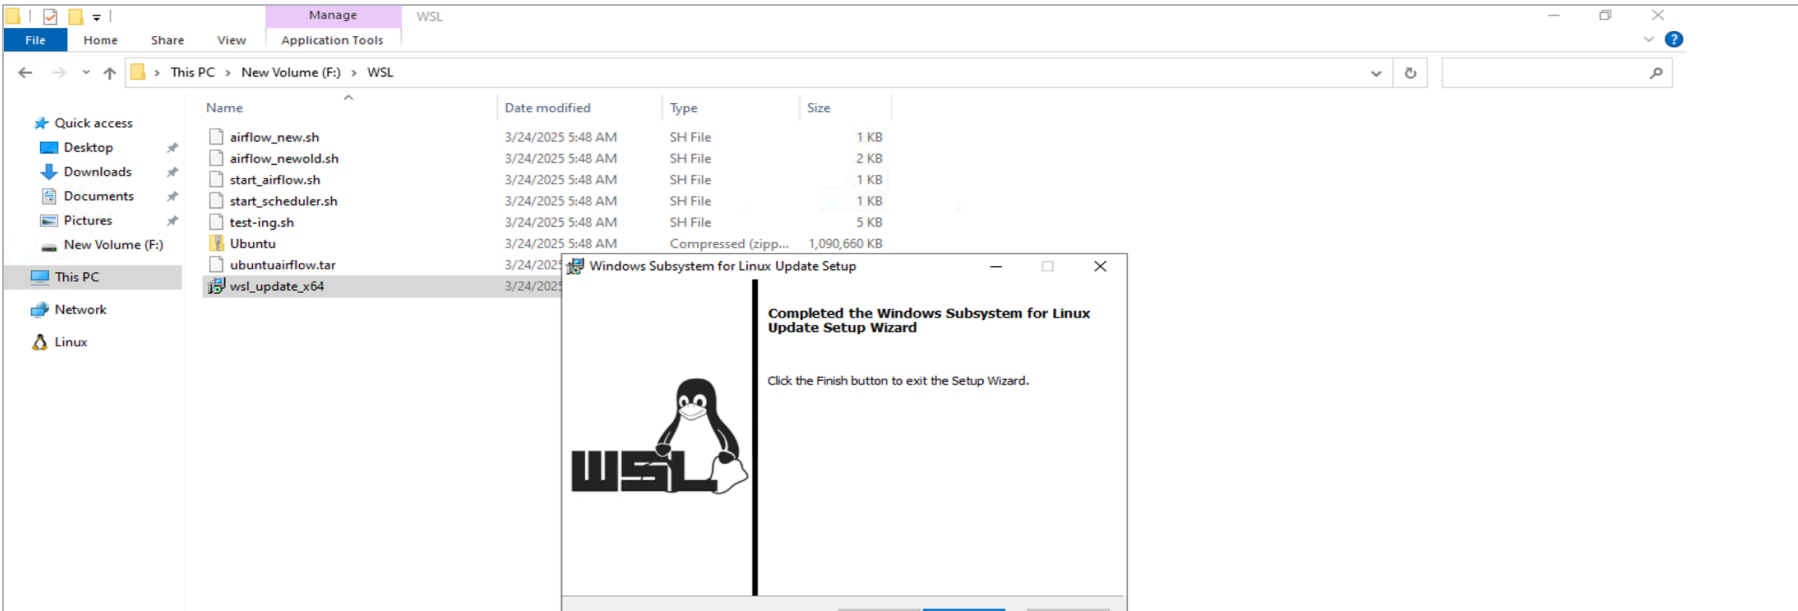 Manage
WSL
File
Home
Share
View
Application Tools
This PC > New Volume (F:) > WSL
Name
Date modified
Type
Size
Quick access
Desktop
Downloads
Documents
Pictures
New Volume (F:)
This PC
Network
Linux
airflow_new.sh 3/24/2025 5:48 AM SH File 1 KB
airflow_newold.sh 3/24/2025 5:48 AM SH File 2 KB
start_airflow.sh 3/24/2025 5:48 AM SH File 1 KB
start_scheduler.sh 3/24/2025 5:48 AM SH File 1 KB
test-ing.sh 3/24/2025 5:48 AM SH File 5 KB
Ubuntu 3/24/2025 5:48 AM Compressed (zipp... 1,090,660 KB
ubuntuairflow.tar 3/24/2025
wsl_update_x64 3/24/2025
Windows Subsystem for Linux Update Setup
Completed the Windows Subsystem for Linux
Update Setup Wizard
Click the Finish button to exit the Setup Wizard.
WSL